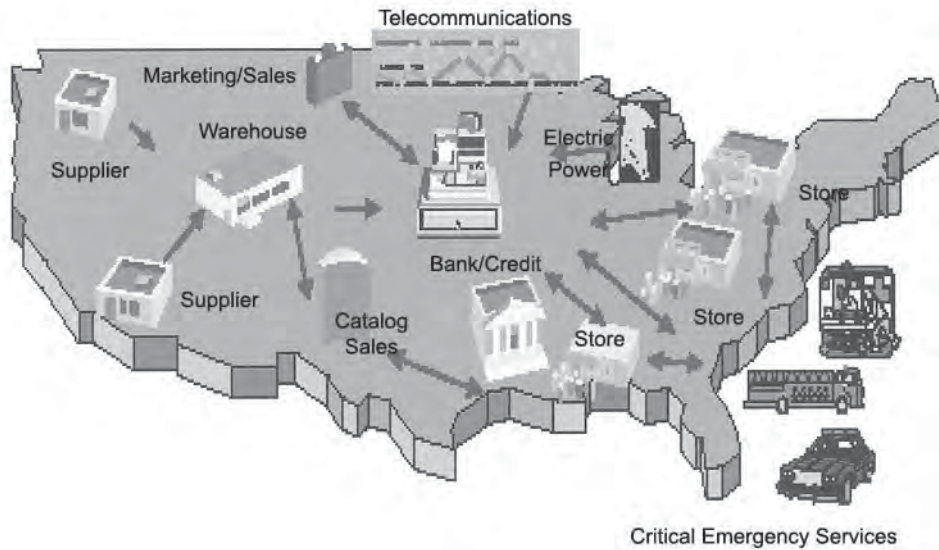 Telecommunications
Marketing/Sales
Warehouse
Electric
Power
Supplier
Store
Bank/Credit
Supplier
Catalog
Sales
Store
Store
Critical Emergency Services